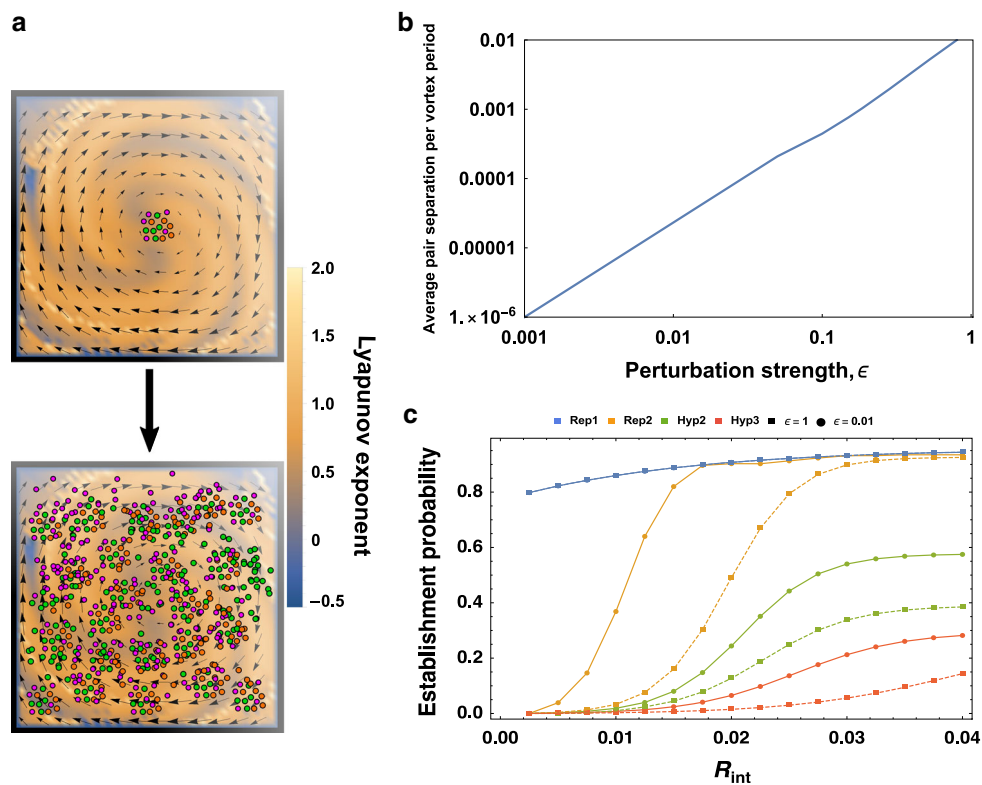 a
2.0
1.5
1.0
0.5
0
−0.5
Lyapunov exponent
b
Average pair separation per vortex period
0.01
0.001
0.0001
0.00001
1. × 10⁻⁶
0.001
0.01
0.1
1
Perturbation strength, ϵ
c
Rep1 Rep2 Hyp2 Hyp3 ϵ = 1 ϵ = 0.01
Establishment probability
0.8
0.6
0.4
0.2
0.0
0.00
0.01
0.02
0.03
0.04
R_int